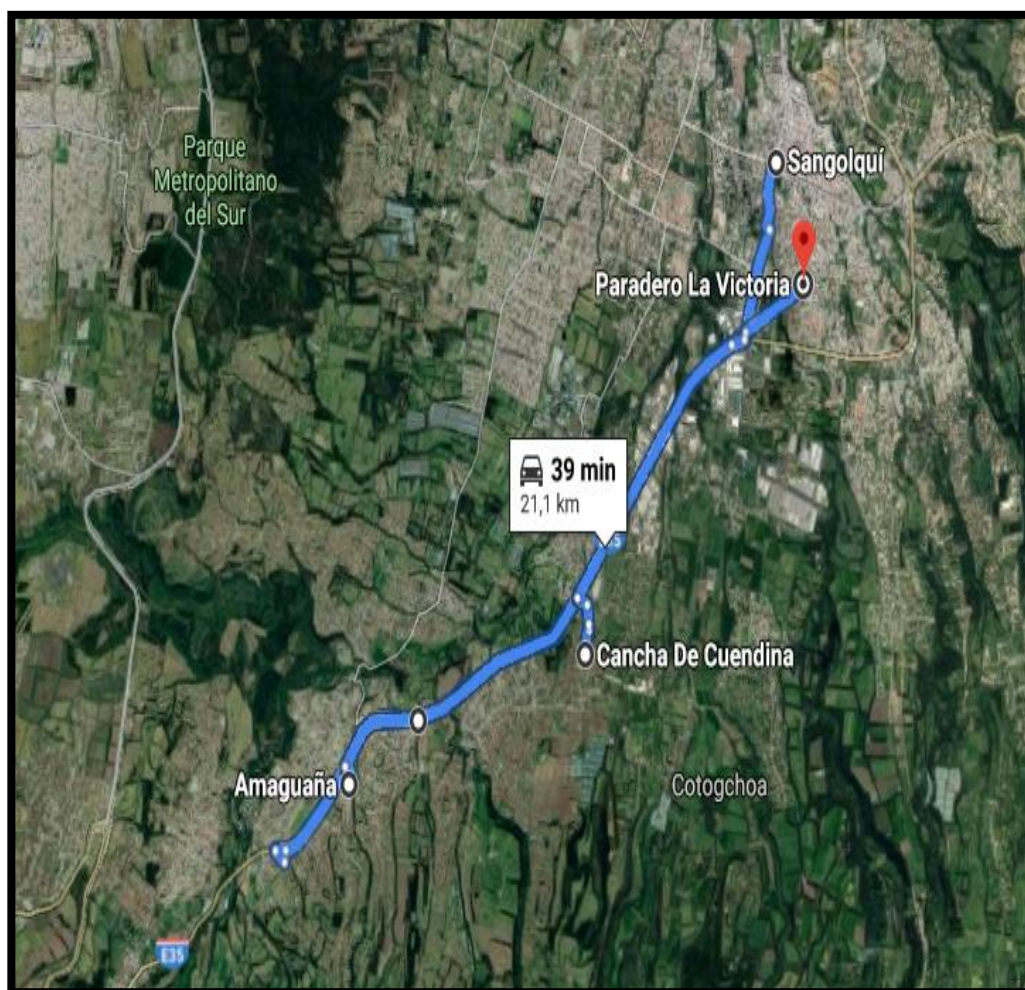 Parque
Metropolitano
del Sur
Sangolquí
Paradero La Victoria
39 min
21,1 km
Cancha De Cuendina
Amaguaña
Cotogchoa
E35